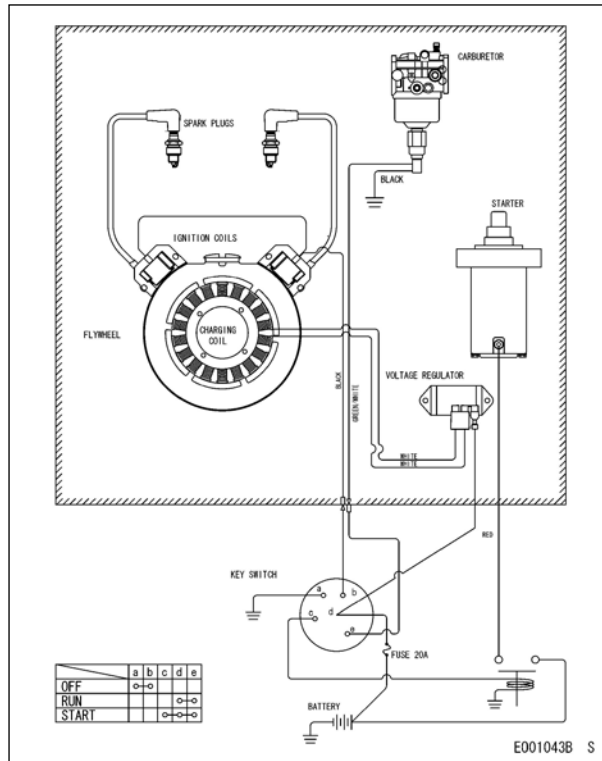 CARBURETOR
SPARK PLUGS
BLACK
STARTER
IGNITION COILS
FLYWHEEL
CHARGING
COIL
BLACK
GREEN/WHITE
VOLTAGE REGULATOR
WHITE
WHITE
RED
KEY SWITCH
a
b
c
d
e
FUSE 20A
a b c d e
OFF
RUN
START
BATTERY
E001043B S